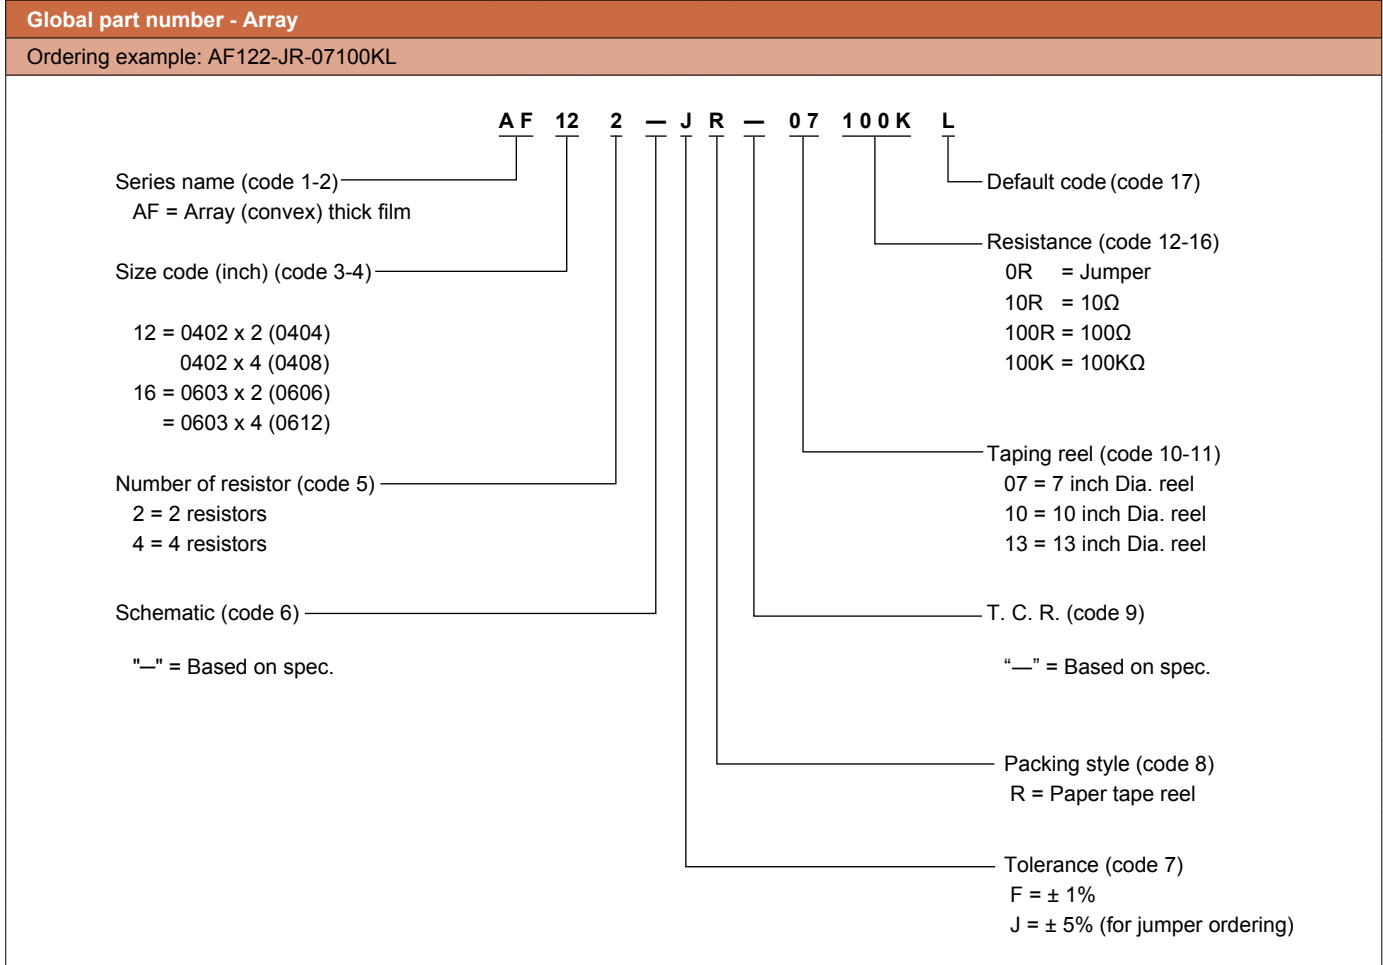 Global part number - Array
Ordering example: AF122-JR-07100KL
A F 12 2 — J R — 0 7 1 0 0 K L
Series name (code 1-2)
AF = Array (convex) thick film
Size code (inch) (code 3-4)
12 = 0402 x 2 (0404)
0402 x 4 (0408)
16 = 0603 x 2 (0606)
= 0603 x 4 (0612)
Number of resistor (code 5)
2 = 2 resistors
4 = 4 resistors
Schematic (code 6)
"—" = Based on spec.
Default code (code 17)
Resistance (code 12-16)
0R = Jumper
10R = 10Ω
100R = 100Ω
100K = 100KΩ
Taping reel (code 10-11)
07 = 7 inch Dia. reel
10 = 10 inch Dia. reel
13 = 13 inch Dia. reel
T. C. R. (code 9)
“—” = Based on spec.
Packing style (code 8)
R = Paper tape reel
Tolerance (code 7)
F = ± 1%
J = ± 5% (for jumper ordering)